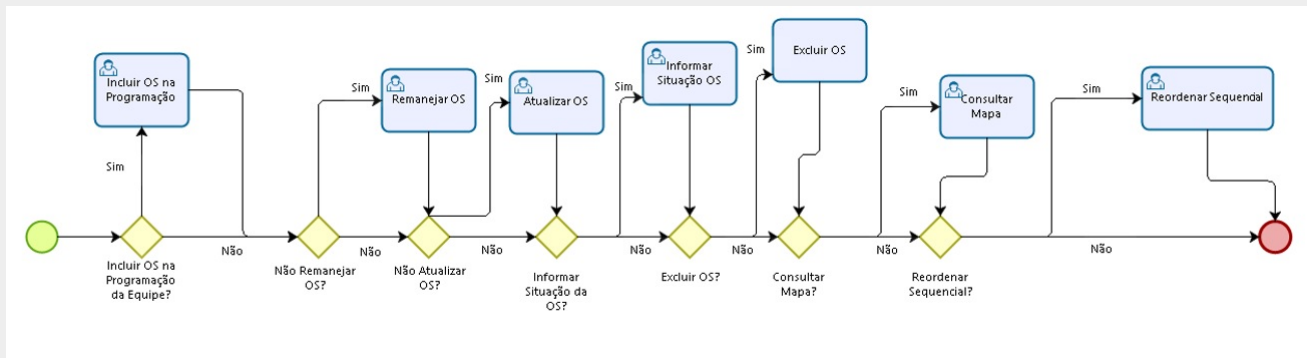 Incluir OS na
Programação
Sim
Não
Incluir OS na
Programação
da Equipe?
Sim
Remanejar OS
Não
Não Remanejar
OS?
Sim
Atualizar OS
Não
Não Atualizar
OS?
Sim
Informar
Situação OS
Não
Informar
Situação da
OS?
Sim
Excluir OS
Não
Excluir OS?
Sim
Consultar
Mapa
Não
Consultar
Mapa?
Sim
Reordenar Sequencial
Não
Reordenar
Sequencial?